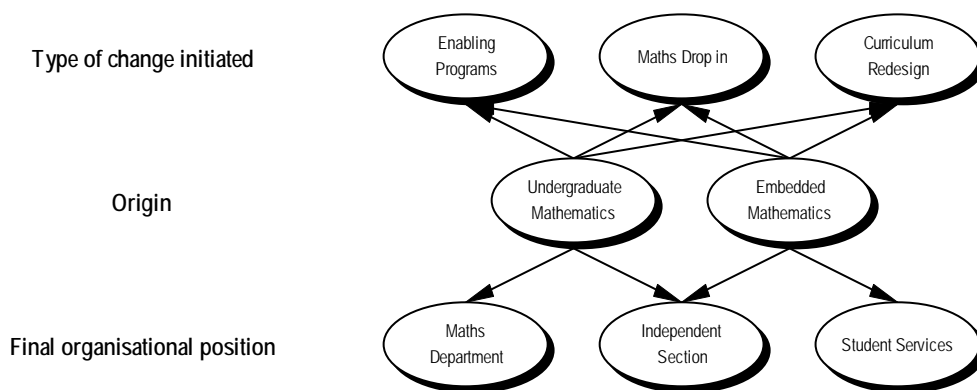 Type of change initiated
Enabling
Programs
Maths Drop in
Curriculum
Redesign
Origin
Undergraduate
Mathematics
Embedded
Mathematics
Final organisational position
Maths
Department
Independent
Section
Student Services